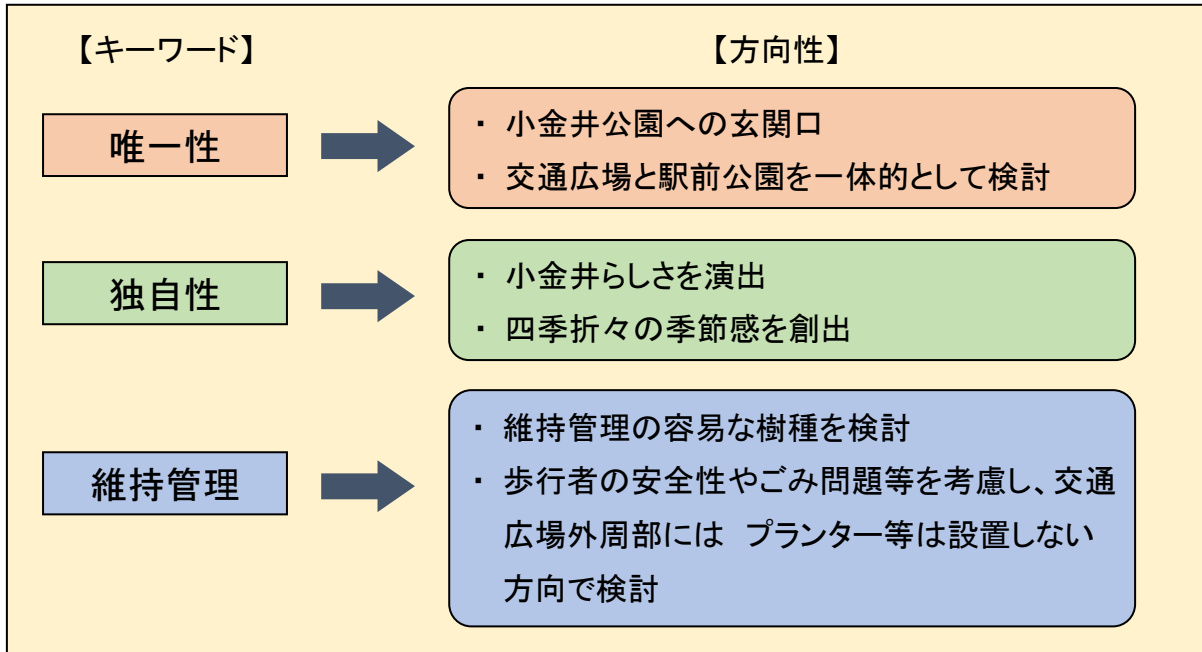 【キーワード】 【方向性】
唯一性
・ 小金井公園への玄関口
・ 交通広場と駅前公園を一体的として検討
独自性
・ 小金井らしさを演出
・ 四季折々の季節感を創出
維持管理
・ 維持管理の容易な樹種を検討
・ 歩行者の安全性やごみ問題等を考慮し、交通
広場外周部には　プランター等は設置しない
方向で検討